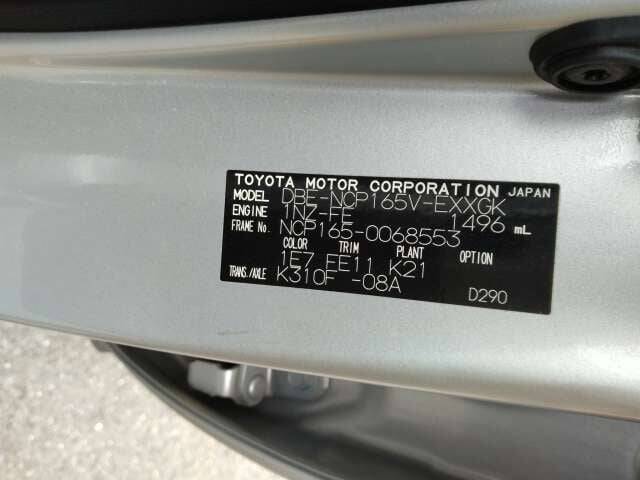 TOYOTA MOTOR CORPORATION JAPAN
MODEL DBE-NCP165V-EXXGK
ENGINE 1NZ-FE 1496 mL
FRAME No. NCP165-0068553
COLOR TRIM PLANT OPTION
1E7 FE11 K21
TRANS./AXLE K310F -08A
D290